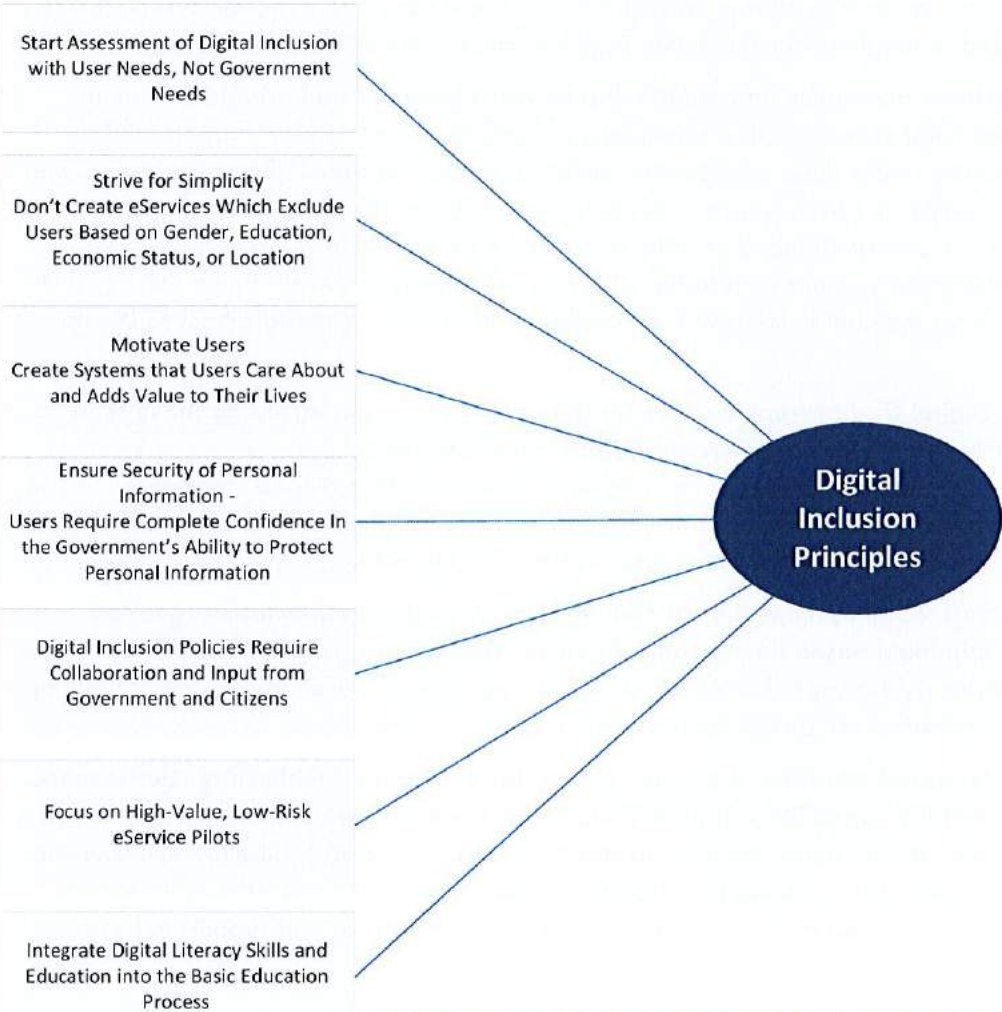 Start Assessment of Digital Inclusion
with User Needs, Not Government
Needs
Strive for Simplicity
Don't Create eServices Which Exclude
Users Based on Gender, Education,
Economic Status, or Location
Motivate Users
Create Systems that Users Care About
and Adds Value to Their Lives
Ensure Security of Personal
Information -
Users Require Complete Confidence In
the Government's Ability to Protect
Personal Information
Digital Inclusion Policies Require
Collaboration and Input from
Government and Citizens
Focus on High-Value, Low-Risk
eService Pilots
Integrate Digital Literacy Skills and
Education into the Basic Education
Process
Digital
Inclusion
Principles